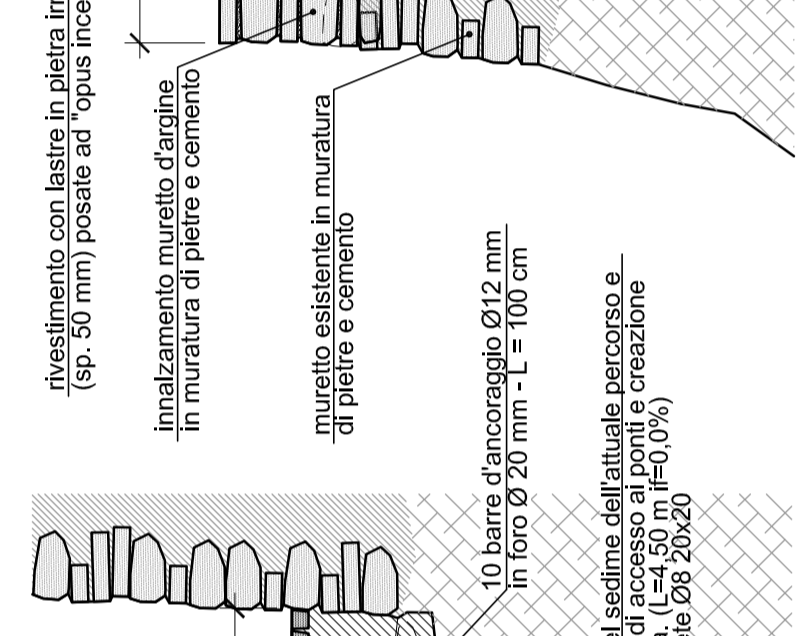 rivestimento con lastre in pietra
(sp. 50 mm) posate ad "opus
innalzamento muretto d'argine
in muratura di pietre e cemento
muretto esistente in muratura
di pietre e cemento
10 barre d'ancoraggio Ø12 mm
in foro Ø 20 mm - L = 100 cm
sedime dell'attuale percorso e
di accesso ai ponti e creazione
(L=4,50 m if=0,0%)
Ø8 20x20